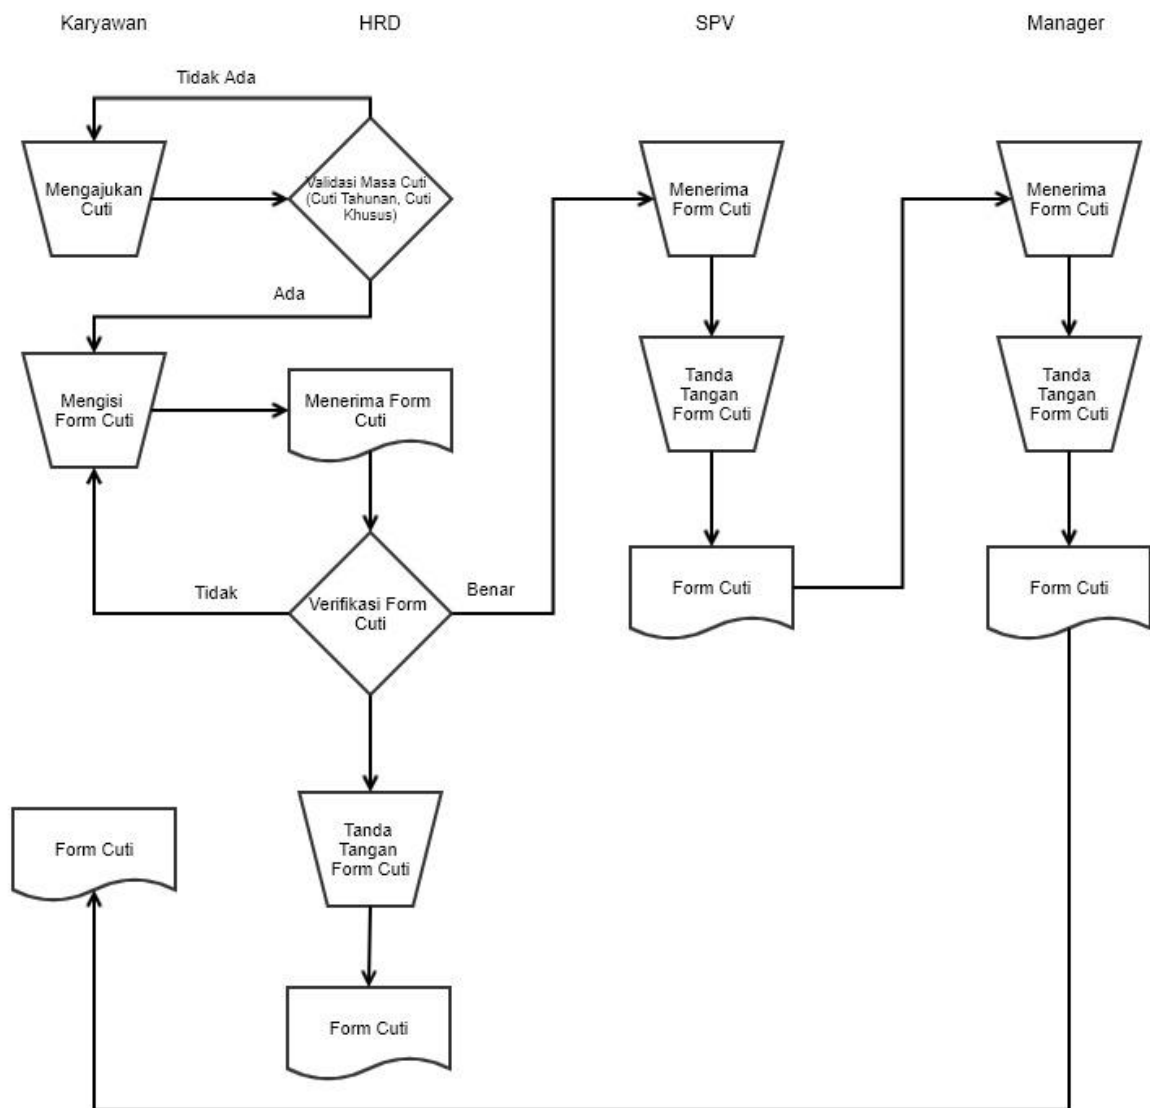 Karyawan
HRD
SPV
Manager
Tidak Ada
Mengajukan
Cuti
Validasi Masa Cuti
(Cuti Tahunan, Cuti
Khusus)
Menerima
Form Cuti
Menerima
Form Cuti
Ada
Mengisi
Form Cuti
Menerima Form
Cuti
Tanda
Tangan
Form Cuti
Tanda
Tangan
Form Cuti
Tidak
Verifikasi Form
Cuti
Benar
Form Cuti
Form Cuti
Form Cuti
Tanda
Tangan
Form Cuti
Form Cuti